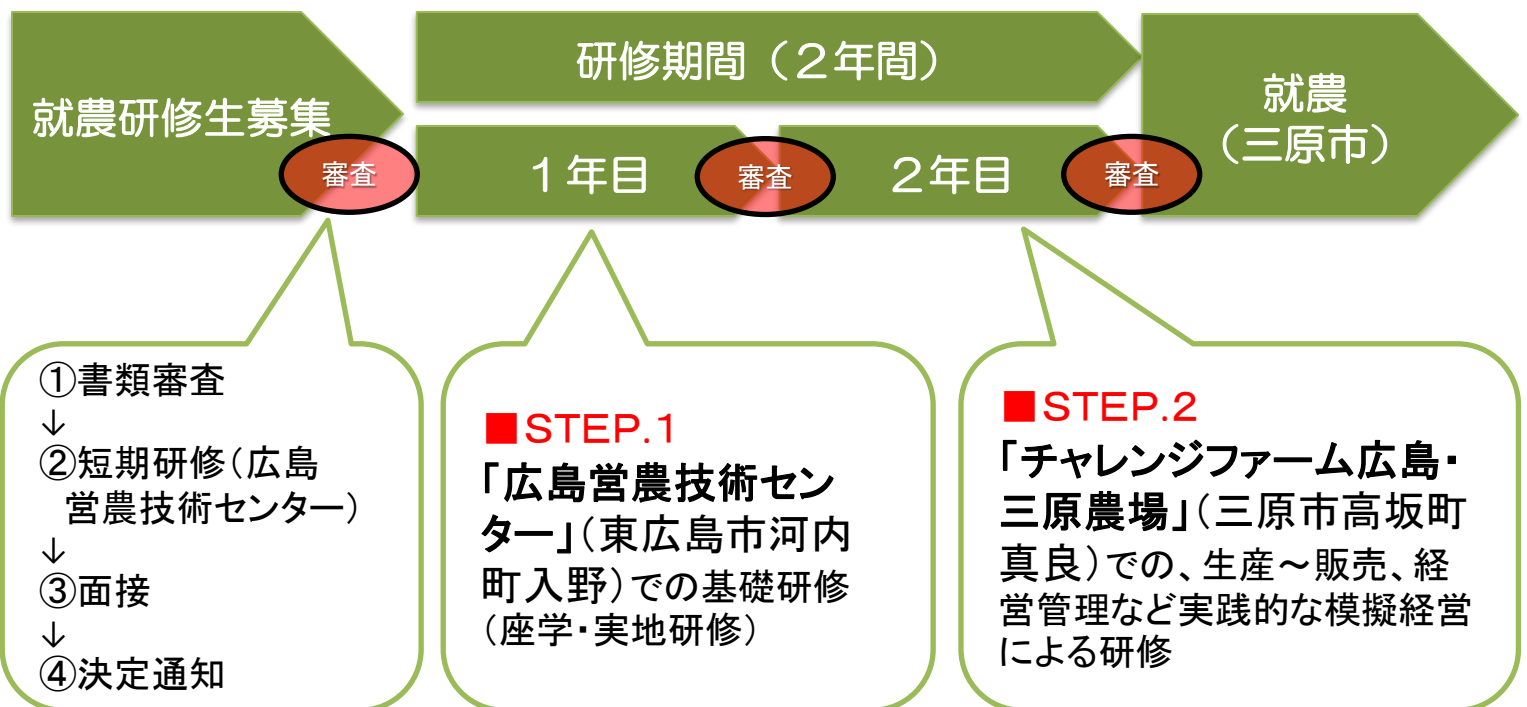 就農研修生募集
審査
研修期間（２年間）
１年目
審査
２年目
審査
就農
（三原市）
①書類審査
↓
②短期研修（広島
営農技術センター）
↓
③面接
↓
④決定通知
■STEP.1
「広島営農技術セン
ター」（東広島市河内
町入野）での基礎研修
（座学・実地研修）
■STEP.2
「チャレンジファーム広島・
三原農場」（三原市高坂町
真良）での、生産～販売、経
営管理など実践的な模擬経営
による研修